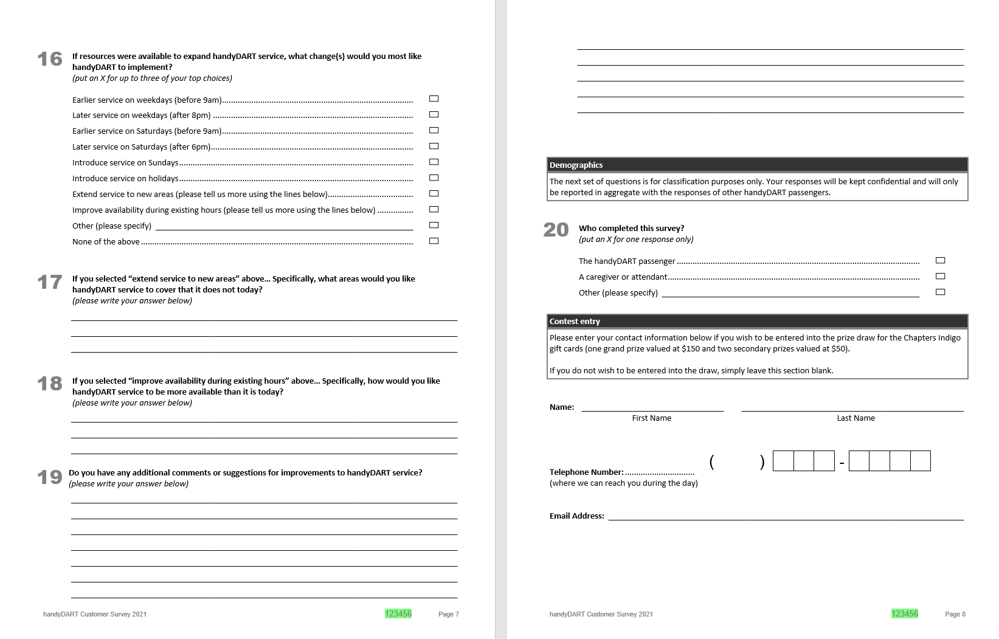 16
If resources were available to expand handyDART service, what change(s) would you most like
handyDART to implement?
(put an X for up to three of your top choices)
Earlier service on weekdays (before 9am)
Later service on weekdays (after 8pm)
Earlier service on Saturdays (before 9am)
Later service on Saturdays (after 6pm)
Introduce service on Sundays
Introduce service on holidays
Extend service to new areas (please tell us more using the lines below)
Improve availability during existing hours (please tell us more using the lines below)
Other (please specify)
None of the above
17
If you selected “extend service to new areas” above… Specifically, what areas would you like
handyDART service to cover that it does not today?
(please write your answer below)
18
If you selected “improve availability during existing hours” above… Specifically, how would you like
handyDART service to be more available than it is today?
(please write your answer below)
19
Do you have any additional comments or suggestions for improvements to handyDART service?
(please write your answer below)
handyDART Customer Survey 2021 123456 Page 7
Demographics
The next set of questions is for classification purposes only. Your responses will be kept confidential and will only
be reported in aggregate with the responses of other handyDART passengers.
20
Who completed this survey?
(put an X for one response only)
The handyDART passenger
A caregiver or attendant
Other (please specify)
Contest entry
Please enter your contact information below if you wish to be entered into the prize draw for the Chapters Indigo
gift cards (one grand prize valued at $150 and two secondary prizes valued at $50).
If you do not wish to be entered into the draw, simply leave this section blank.
Name:
First Name Last Name
( ) -
Telephone Number:
(where we can reach you during the day)
Email Address:
handyDART Customer Survey 2021 123456 Page 8